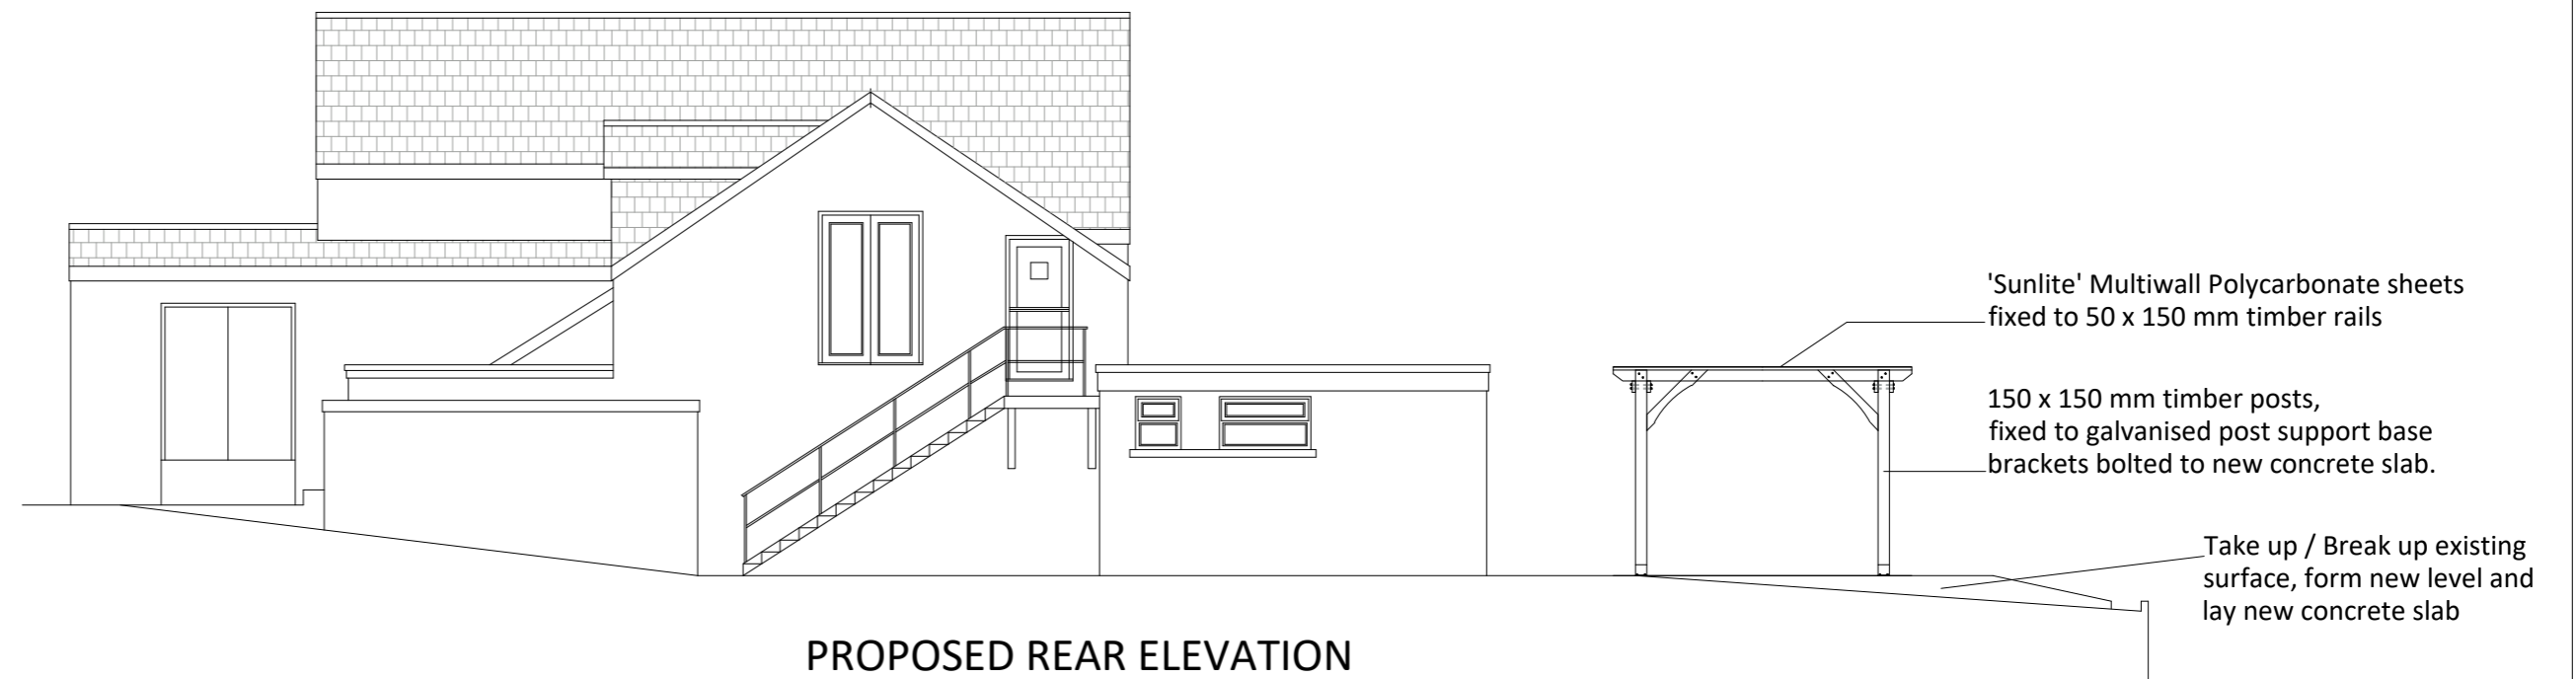 'Sunlite' Multiwall Polycarbonate sheets
fixed to 50 x 150 mm timber rails
150 x 150 mm timber posts,
fixed to galvanised post support base
brackets bolted to new concrete slab.
Take up / Break up existing
surface, form new level and
lay new concrete slab
PROPOSED REAR ELEVATION